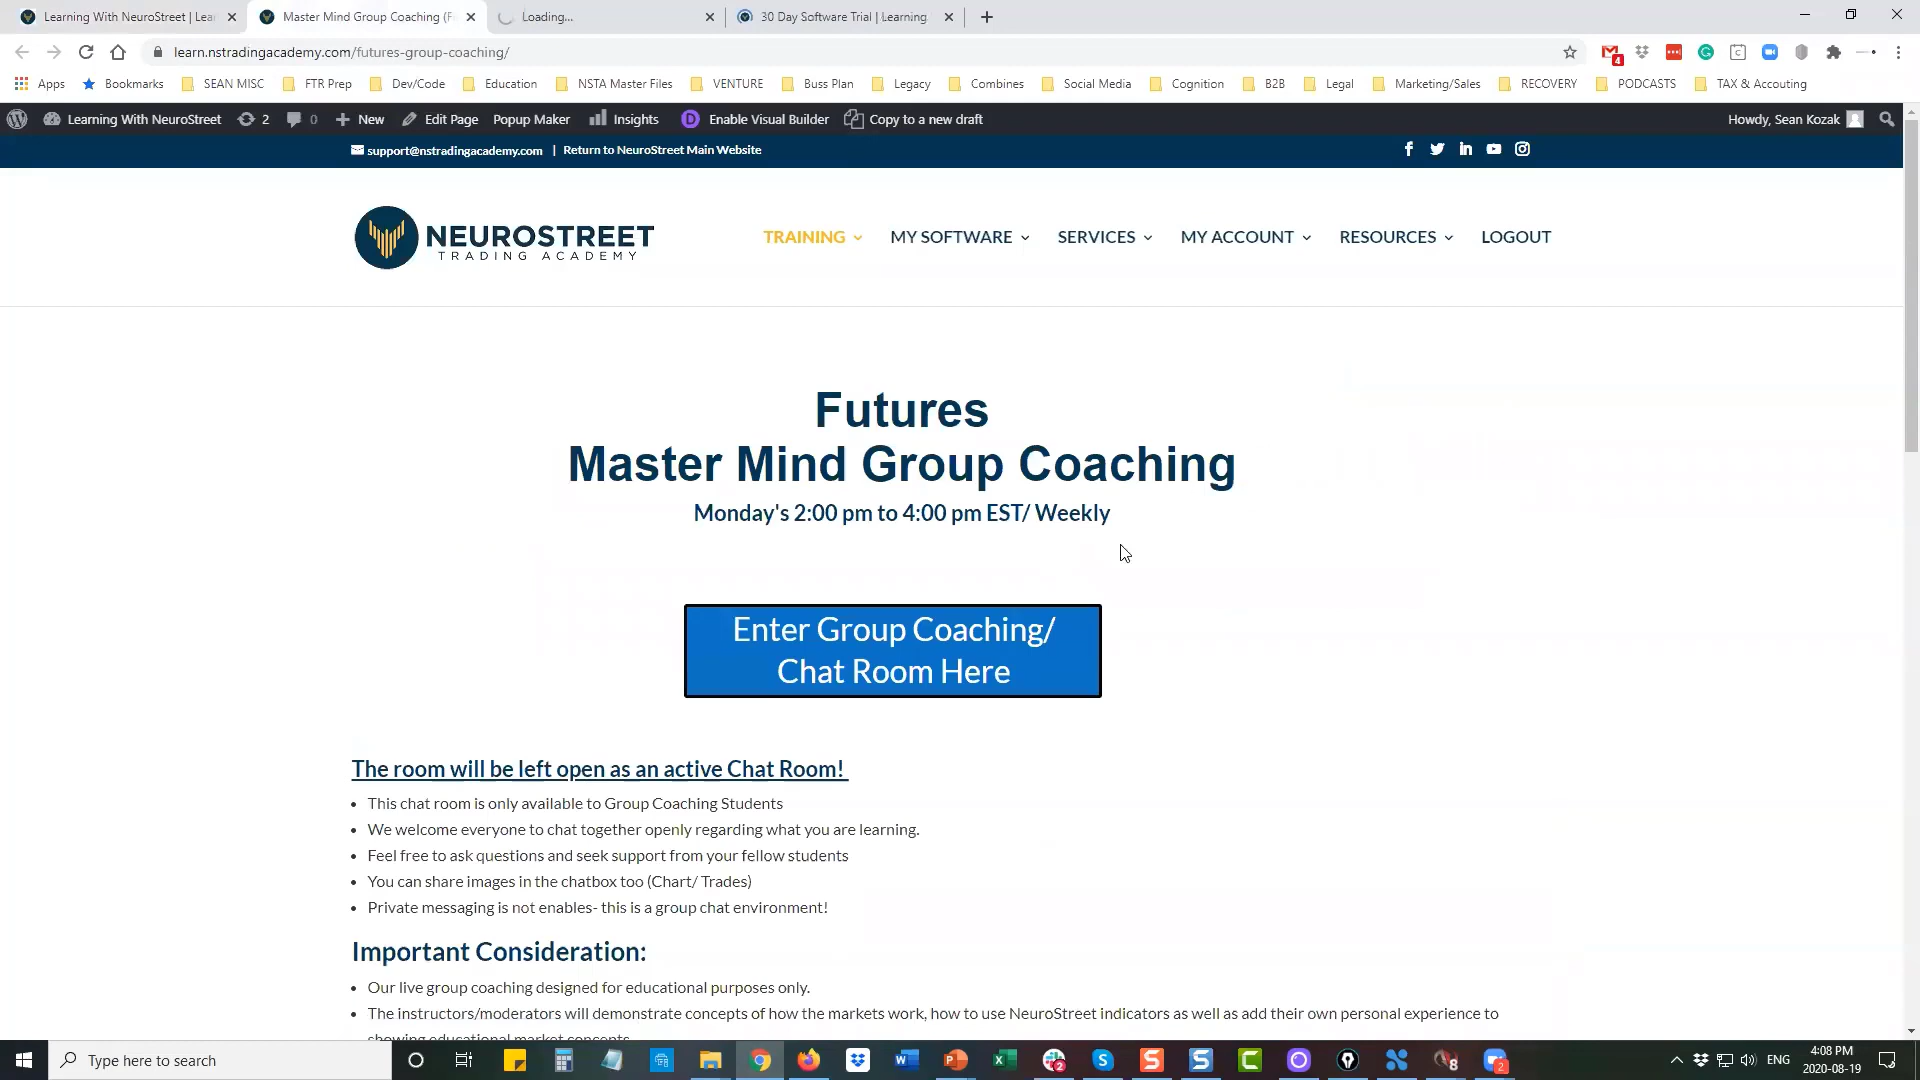 Learning With NeuroStreet | Lea
Master Mind Group Coaching (F
Loading...
30 Day Software Trial | Learning
learn.nstradingacademy.com/futures-group-coaching/
4
Apps
Bookmarks
SEAN MISC
FTR Prep
Dev/Code
Education
NSTA Master Files
VENTURE
Buss Plan
Legacy
Combines
Social Media
Cognition
B2B
Legal
Marketing/Sales
RECOVERY
PODCASTS
TAX & Accouting
Learning With NeuroStreet
2
0
New
Edit Page
Popup Maker
Insights
D Enable Visual Builder
Copy to a new draft
Howdy, Sean Kozak
support@nstradingacademy.com | Return to NeuroStreet Main Website
NEUROSTREET
TRADING ACADEMY
TRAINING
MY SOFTWARE
SERVICES
MY ACCOUNT
RESOURCES
LOGOUT
Futures
Master Mind Group Coaching
Monday's 2:00 pm to 4:00 pm EST/ Weekly
Enter Group Coaching/
Chat Room Here
The room will be left open as an active Chat Room!
• This chat room is only available to Group Coaching Students
• We welcome everyone to chat together openly regarding what you are learning.
• Feel free to ask questions and seek support from your fellow students
• You can share images in the chatbox too (Chart/ Trades)
• Private messaging is not enables- this is a group chat environment!
Important Consideration:
• Our live group coaching designed for educational purposes only.
• The instructors/moderators will demonstrate concepts of how the markets work, how to use NeuroStreet indicators as well as add their own personal experience to
showing educational market concepts
Type here to search
ENG
4:08 PM
2020-08-19